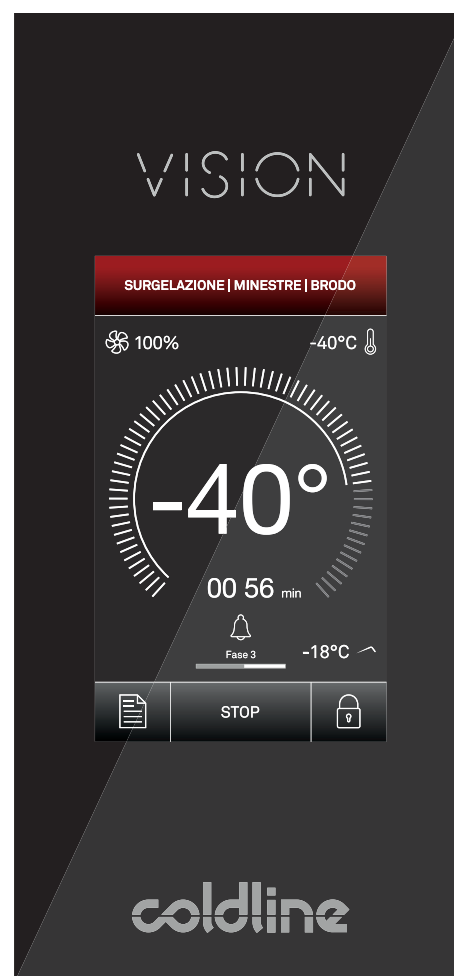 VISION
SURGELAZIONE | MINESTRE | BRODO
100% -40°C
-40°
00 56 min
Fase 3
-18°C
STOP
coldline